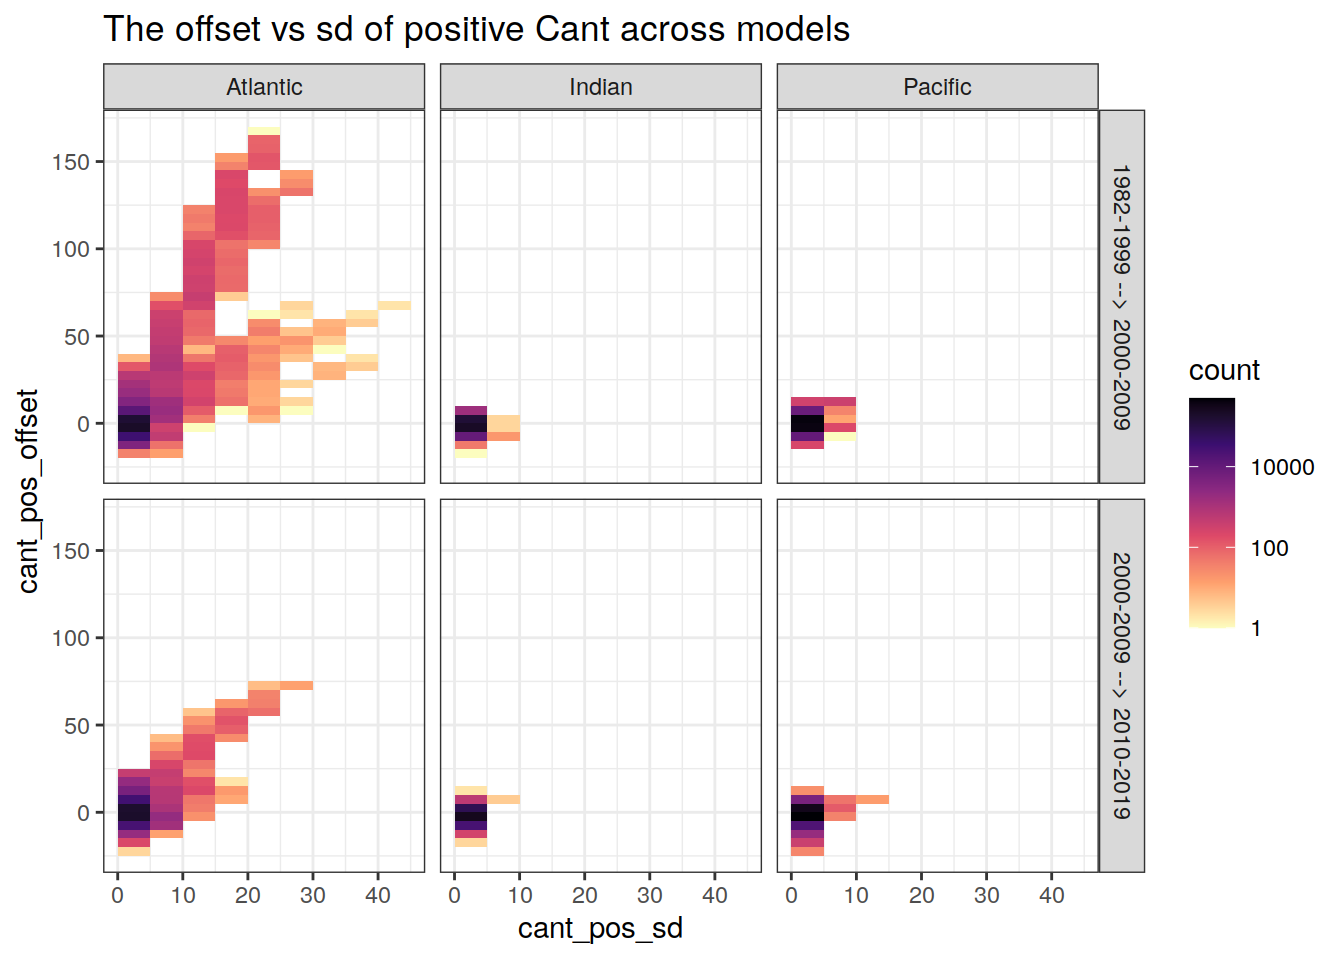 The offset vs sd of positive Cant across models
Atlantic
Indian
Pacific
150
100
50
0
1982-1999 --> 2000-2009
150
100
50
0
2000-2009 --> 2010-2019
0 10 20 30 40
0 10 20 30 40
0 10 20 30 40
cant_pos_sd
cant_pos_offset
count
10000
100
1